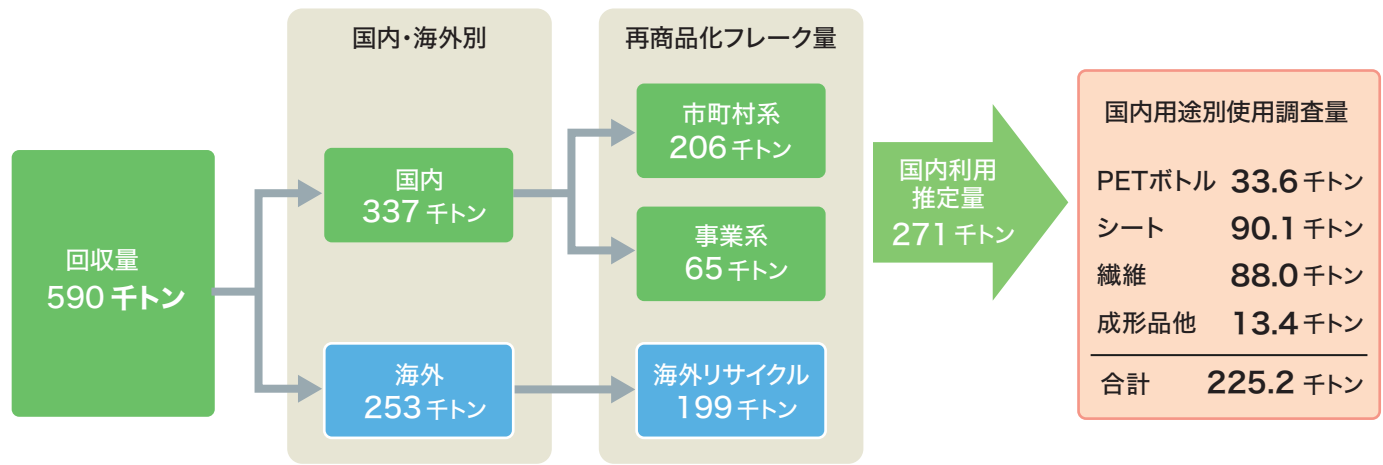 国内・海外別
再商品化フレーク量
回収量
590 千トン
国内
337 千トン
海外
253 千トン
市町村系
206 千トン
事業系
65 千トン
海外リサイクル
199 千トン
国内利用
推定量
271 千トン
国内用途別使用調査量
PETボトル 33.6 千トン
シート 90.1 千トン
繊維 88.0 千トン
成形品他 13.4 千トン
合計 225.2 千トン